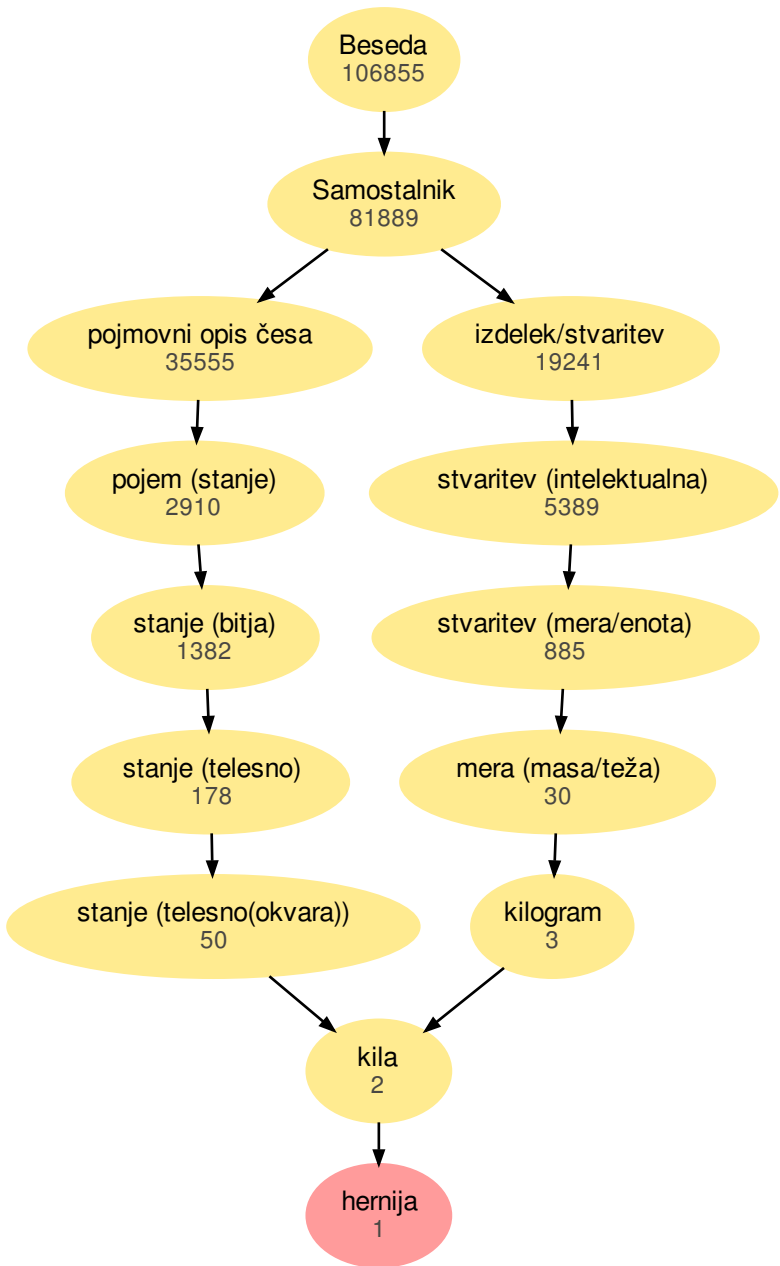 Beseda
106855
Samostalnik
81889
pojmovni opis česa
35555
izdelek/stvaritev
19241
pojem (stanje)
2910
stvaritev (intelektualna)
5389
stanje (bitja)
1382
stvaritev (mera/enota)
885
stanje (telesno)
178
mera (masa/teža)
30
stanje (telesno(okvara))
50
kilogram
3
kila
2
hernija
1